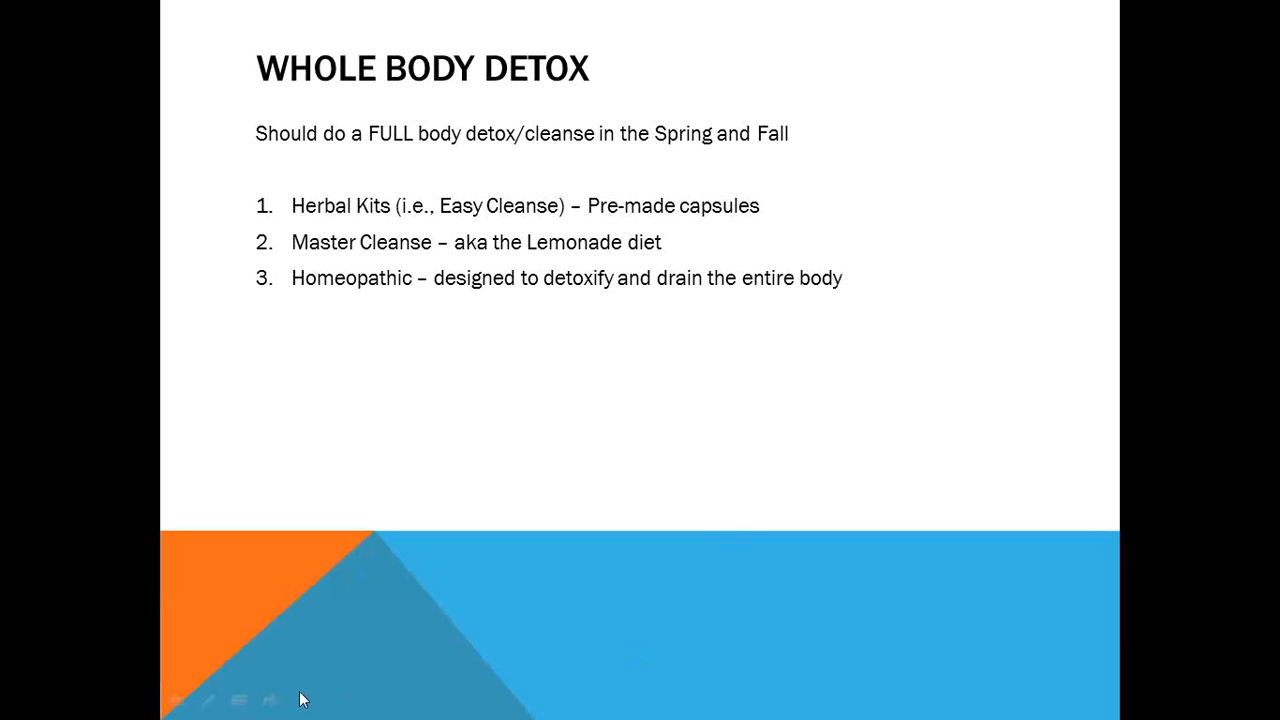 WHOLE BODY DETOX
Should do a FULL body detox/cleanse in the Spring and Fall
1. Herbal Kits (i.e., Easy Cleanse) – Pre-made capsules
2. Master Cleanse – aka the Lemonade diet
3. Homeopathic – designed to detoxify and drain the entire body